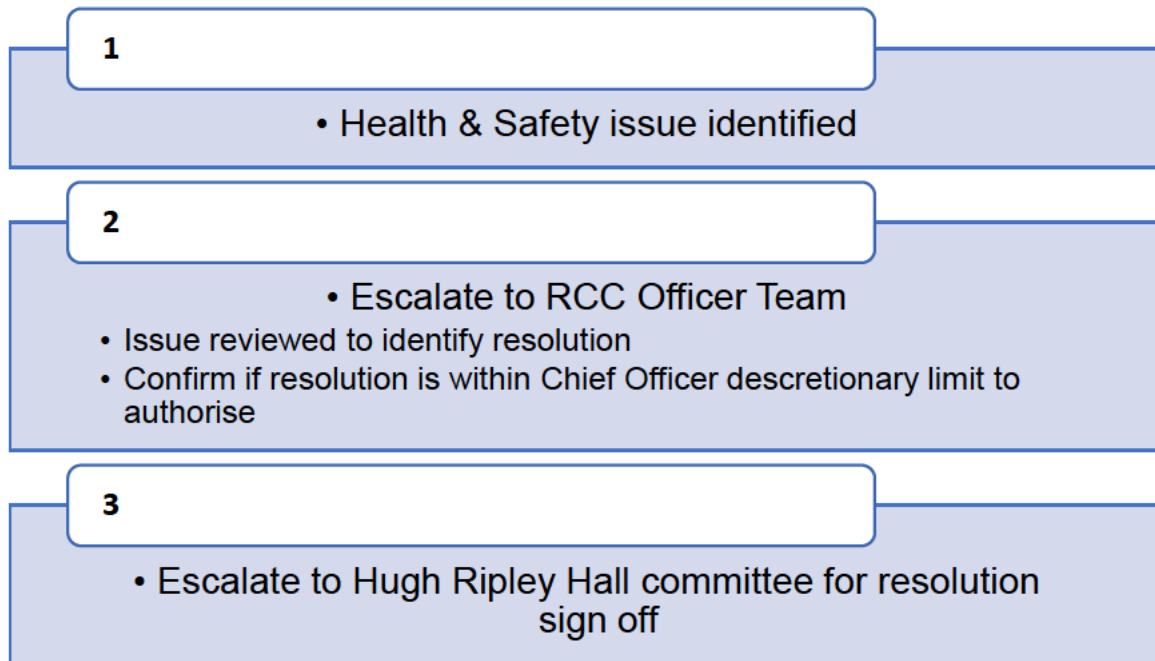 1
• Health & Safety issue identified
2
• Escalate to RCC Officer Team
• Issue reviewed to identify resolution
• Confirm if resolution is within Chief Officer descretionary limit to
authorise
3
• Escalate to Hugh Ripley Hall committee for resolution
sign off